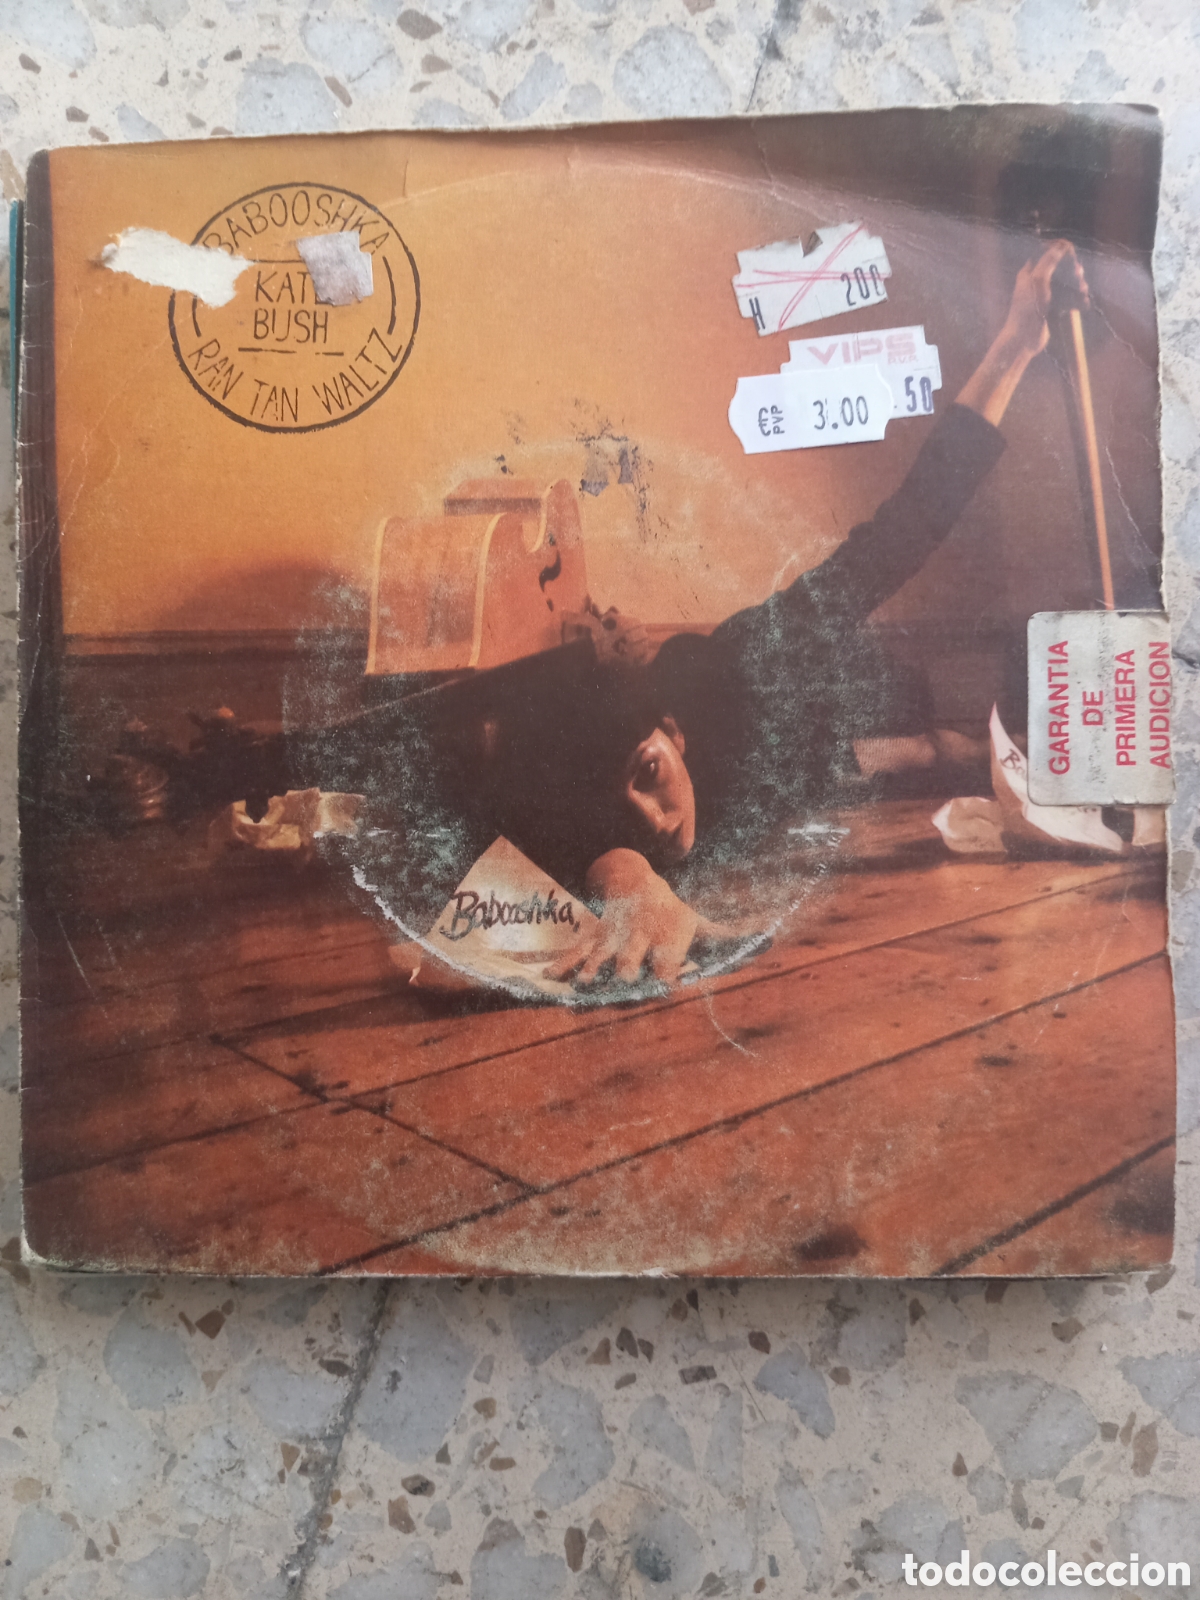 BABOOSHKA
KATE
BUSH
RAN TAN WALTZ
H 200
VIPS
50
€ PVP 3.00
GARANTIA
DE
PRIMERA
AUDICION
Babooshka,
todocoleccion